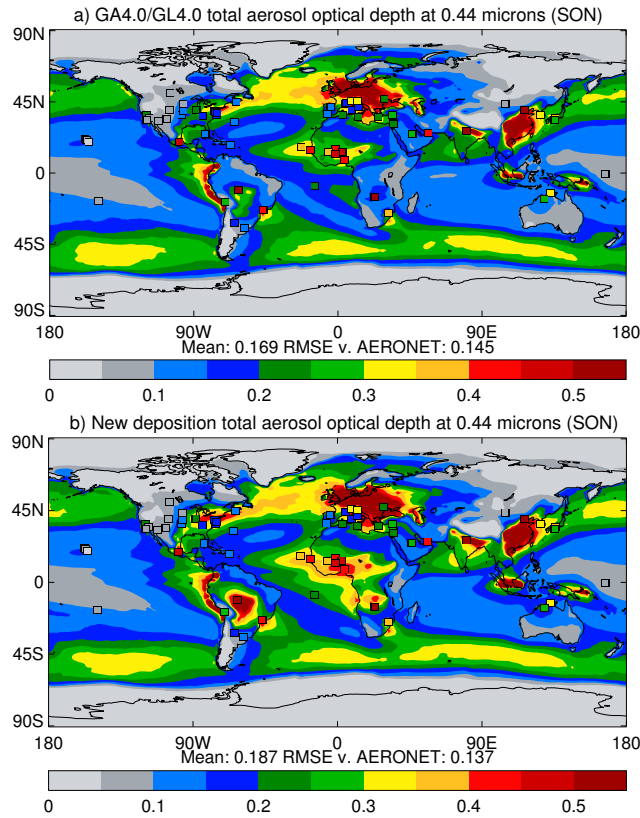 a) GA4.0/GL4.0 total aerosol optical depth at 0.44 microns (SON)
90N
45N
0
45S
90S
180 90W 0 90E 180
Mean: 0.169 RMSE v. AERONET: 0.145
0 0.1 0.2 0.3 0.4 0.5
b) New deposition total aerosol optical depth at 0.44 microns (SON)
90N
45N
0
45S
90S
180 90W 0 90E 180
Mean: 0.187 RMSE v. AERONET: 0.137
0 0.1 0.2 0.3 0.4 0.5